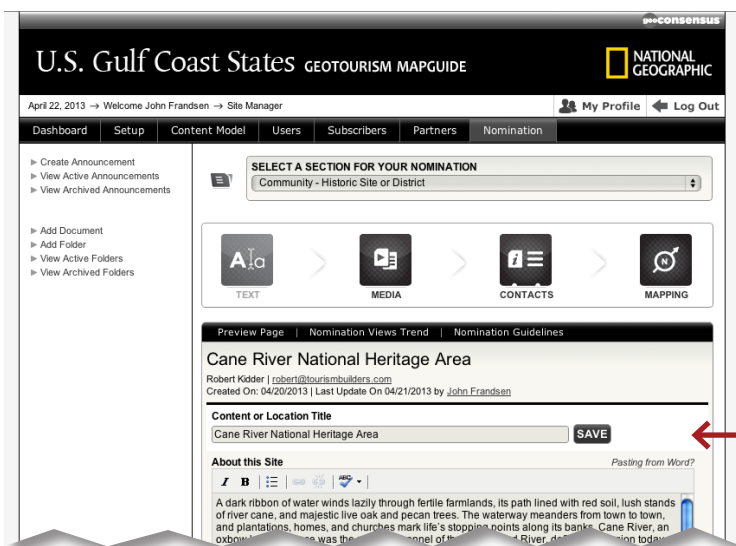 geoconsensus
U.S. Gulf Coast States GEOTOURISM MAPGUIDE
NATIONAL
GEOGRAPHIC
April 22, 2013 → Welcome John Frandsen → Site Manager
My Profile
Log Out
Dashboard Setup Content Model Users Subscribers Partners Nomination
Create Announcement
View Active Announcements
View Archived Announcements
Add Document
Add Folder
View Active Folders
View Archived Folders
SELECT A SECTION FOR YOUR NOMINATION
Community - Historic Site or District
TEXT
MEDIA
CONTACTS
MAPPING
Preview Page | Nomination Views Trend | Nomination Guidelines
Cane River National Heritage Area
Robert Kidder | robert@tourismbuilders.com
Created On: 04/20/2013 | Last Update On 04/21/2013 by John Frandsen
Content or Location Title
Cane River National Heritage Area
SAVE
About this Site
Pasting from Word?
I B ABC
A dark ribbon of water winds lazily through fertile farmlands, its path lined with red soil, lush stands
of river cane, and majestic live oak and pecan trees. The waterway meanders from town to town,
and plantations, homes, and churches mark life's stopping points along its banks. Cane River, an
was the River,